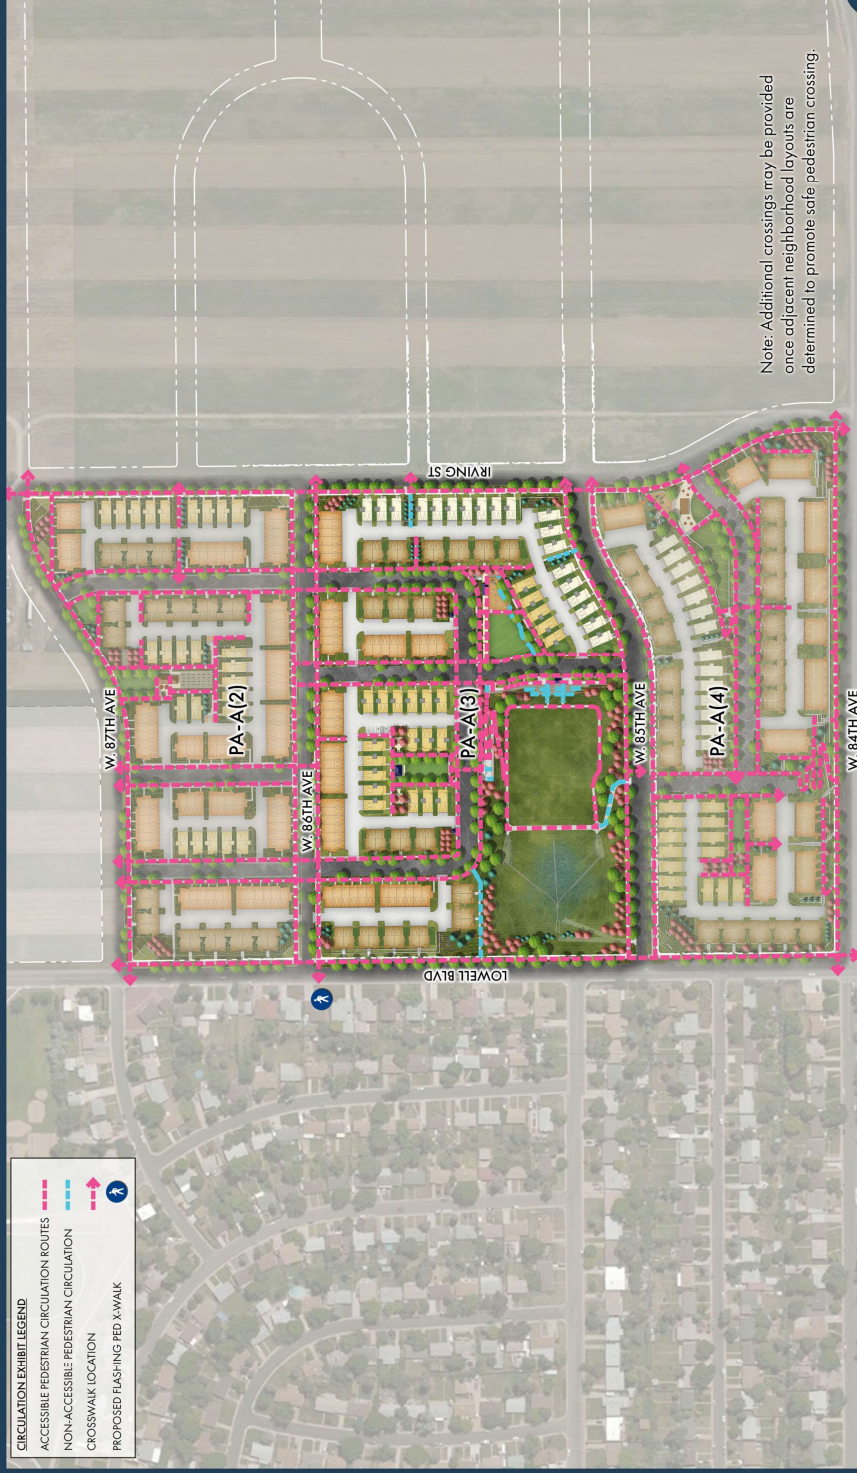 CIRCULATION EXHIBIT LEGEND
ACCESSIBLE PEDESTRIAN CIRCULATION ROUTES
NON-ACCESSIBLE PEDESTRIAN CIRCULATION
CROSSWALK LOCATION
PROPOSED FLASHING PED X-WALK
LOWELL BLVD
W. 87TH AVE
W. 86TH AVE
W. 85TH AVE
W. 84TH AVE
PA-A(2)
PA-A(3)
PA-A(4)
IRVING ST
Note: Additional crossings may be provided
once adjacent neighborhood layouts are
determined to promote safe pedestrian crossing.